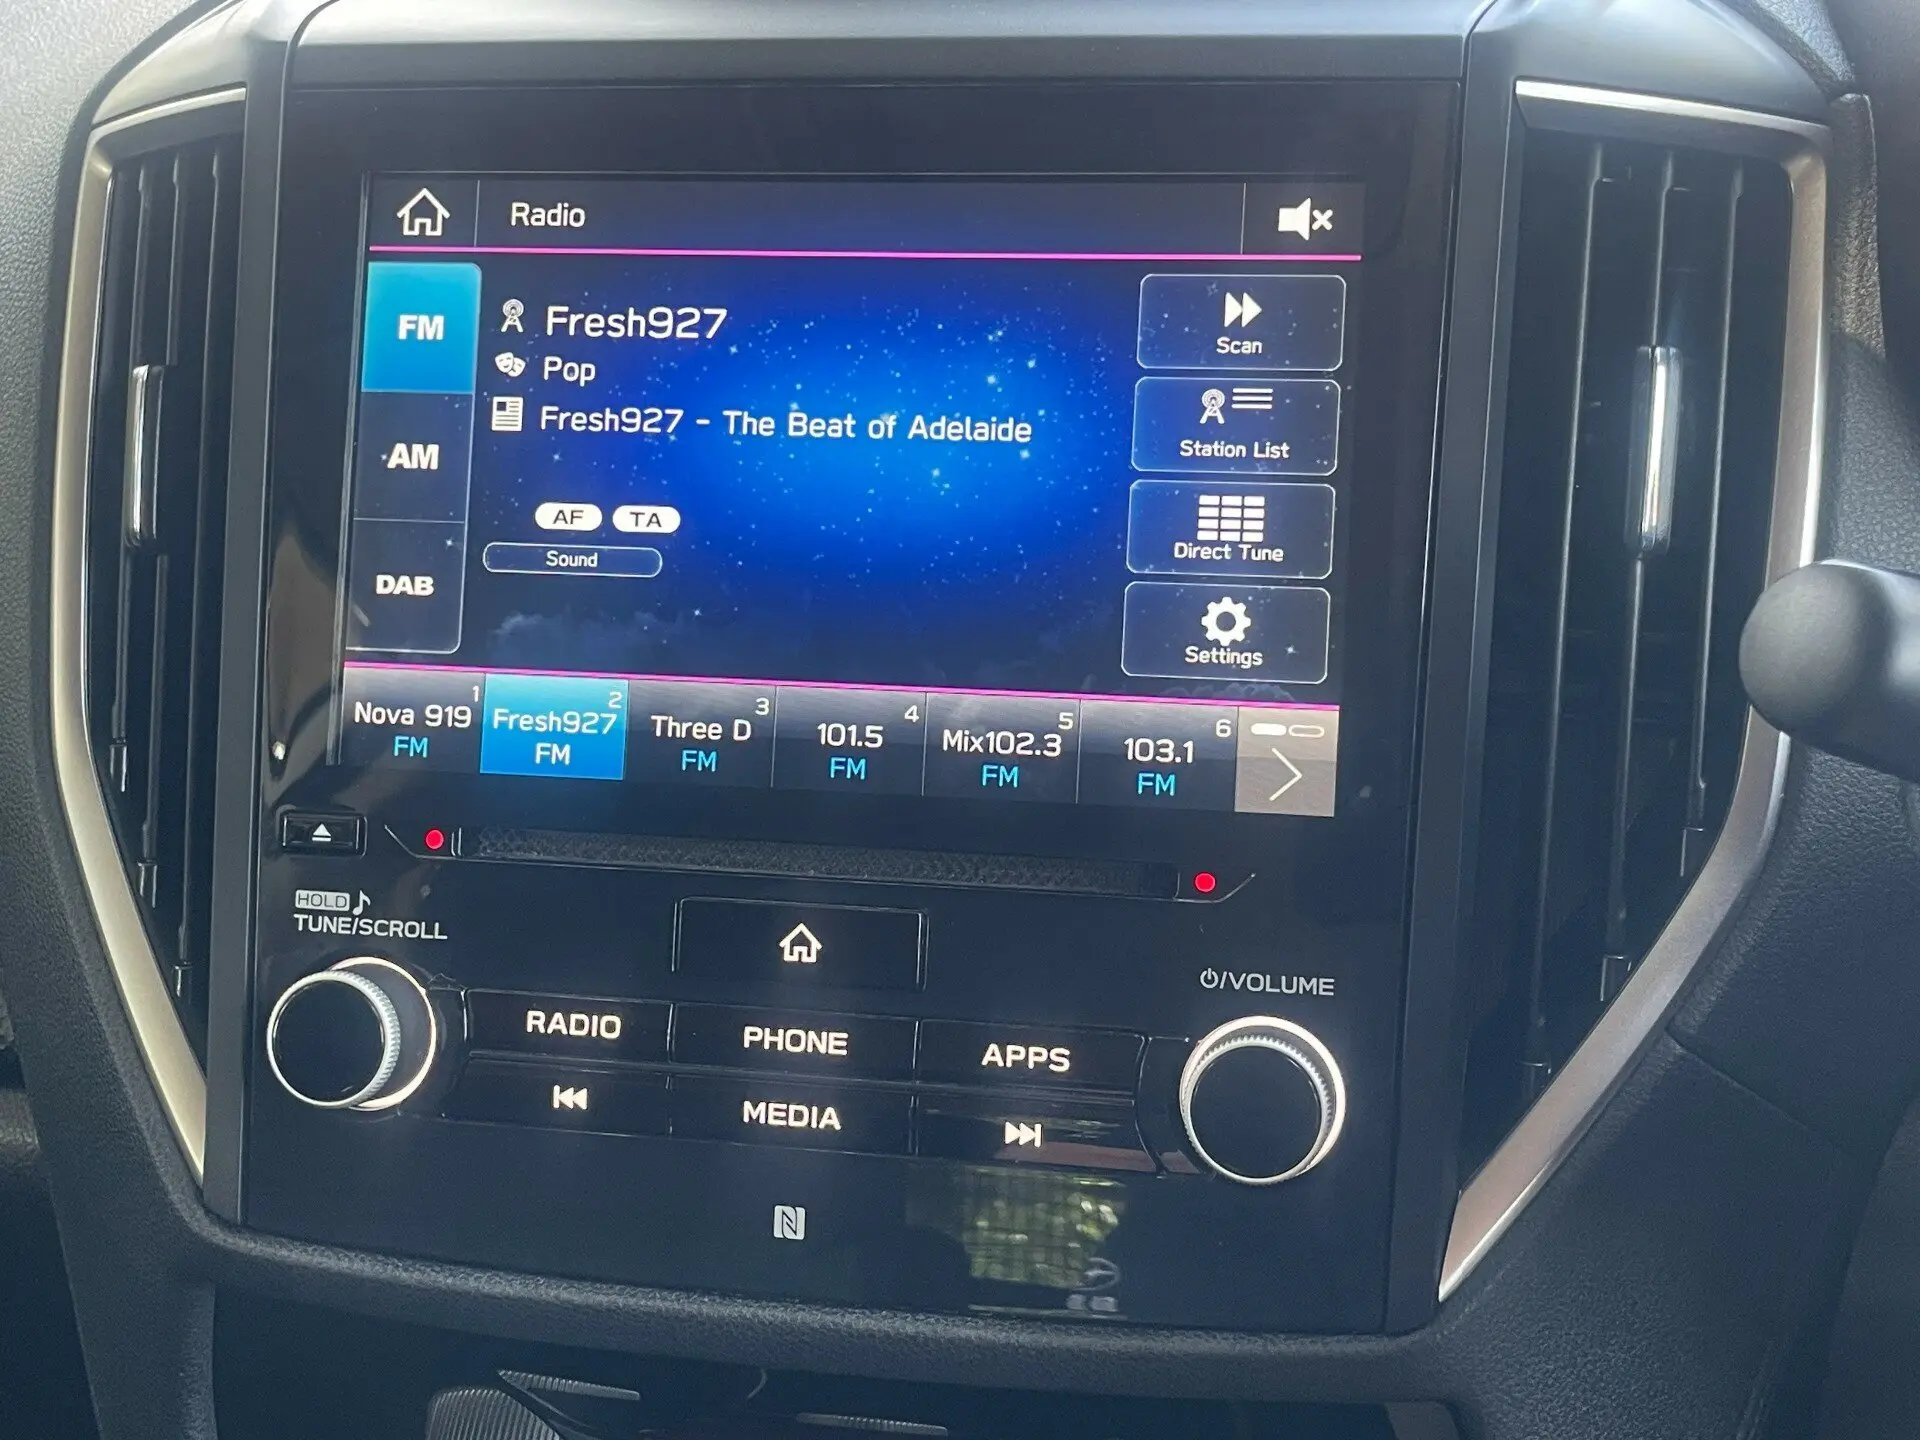 Radio
FM
Fresh927
Pop
Fresh927 - The Beat of Adelaide
AM
AF TA
Sound
DAB
Scan
Station List
Direct Tune
Settings
1
Nova 919
FM
2
Fresh927
FM
3
Three D
FM
4
101.5
FM
5
Mix102.3
FM
6
103.1
FM
HOLD
TUNE/SCROLL
/VOLUME
RADIO
PHONE
APPS
MEDIA
N